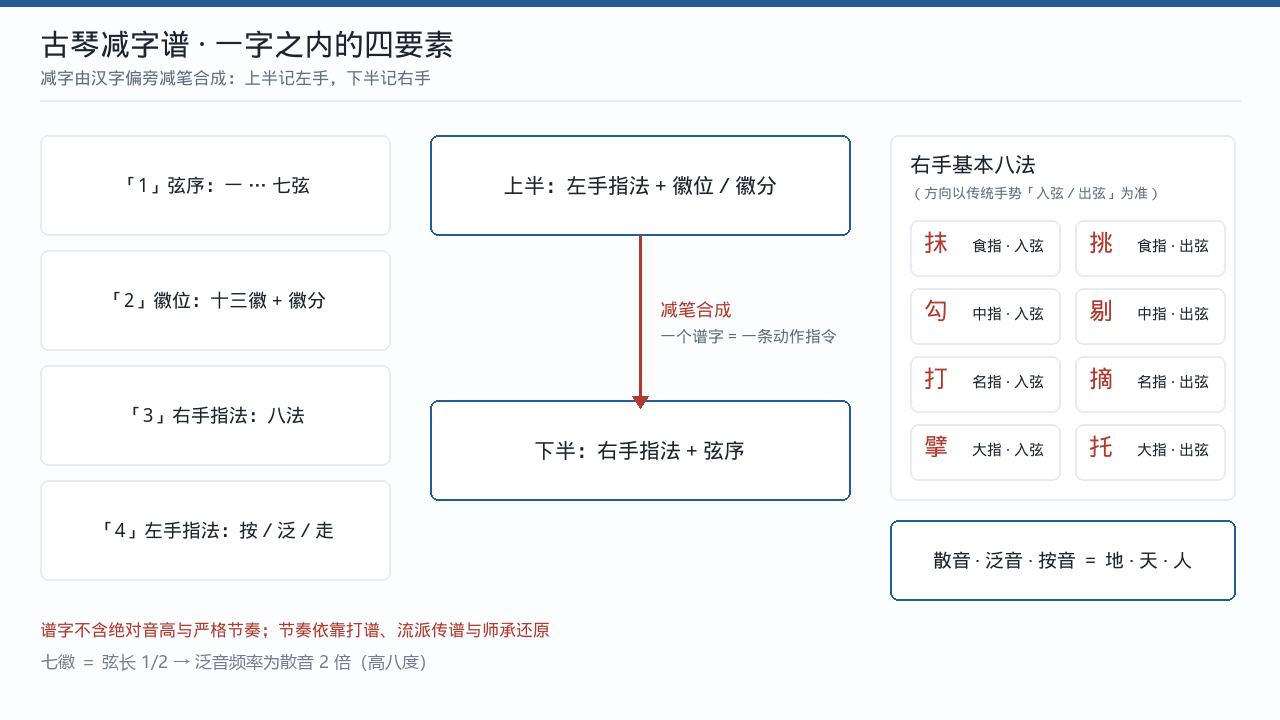 古琴减字谱 · 一字之内的四要素
减字由汉字偏旁减笔合成：上半记左手，下半记右手
「1」弦序：一 … 七弦
「2」徽位：十三徽 + 徽分
「3」右手指法：八法
「4」左手指法：按 / 泛 / 走
上半：左手指法 + 徽位 / 徽分
减笔合成
一个谱字 = 一条动作指令
下半：右手指法 + 弦序
右手基本八法
（方向以传统手势「入弦 / 出弦」为准）
抹 食指 · 入弦
挑 食指 · 出弦
勾 中指 · 入弦
剔 中指 · 出弦
打 名指 · 入弦
摘 名指 · 出弦
擘 大指 · 入弦
托 大指 · 出弦
散音 · 泛音 · 按音 = 地 · 天 · 人
谱字不含绝对音高与严格节奏；节奏依靠打谱、流派传谱与师承还原
七徽 = 弦长 1/2 → 泛音频率为散音 2 倍（高八度）